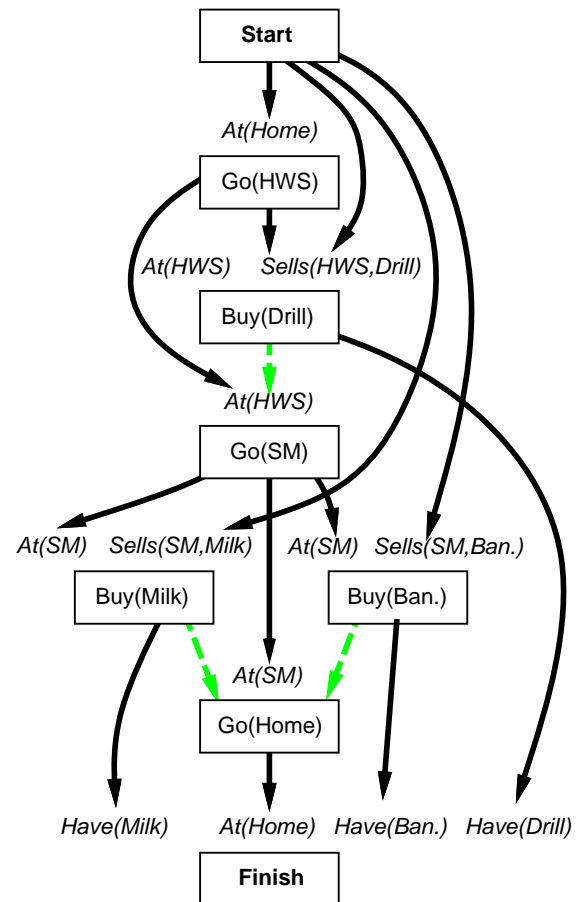 Start
At(Home)
Go(HWS)
At(HWS) Sells(HWS,Drill)
Buy(Drill)
At(HWS)
Go(SM)
At(SM) Sells(SM,Milk) At(SM) Sells(SM,Ban.)
Buy(Milk) Buy(Ban.)
At(SM)
Go(Home)
Have(Milk) At(Home) Have(Ban.) Have(Drill)
Finish